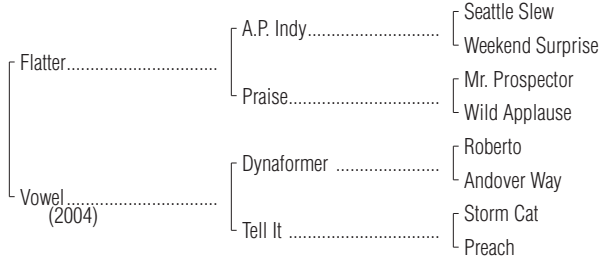 Seattle Slew
A.P. Indy
Weekend Surprise
Flatter
Mr. Prospector
Praise
Wild Applause
Roberto
Dynaformer
Andover Way
Vowel
(2004)
Storm Cat
Tell It
Preach